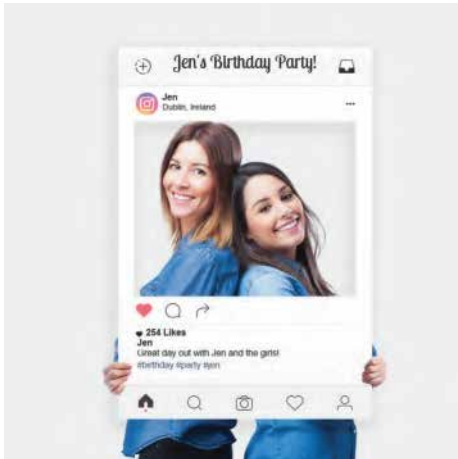 Jen's Birthday Party!
Jen
Dublin, Ireland
254 Likes
Jen
Great day out with Jen and the girls!
#birthday #party #jen